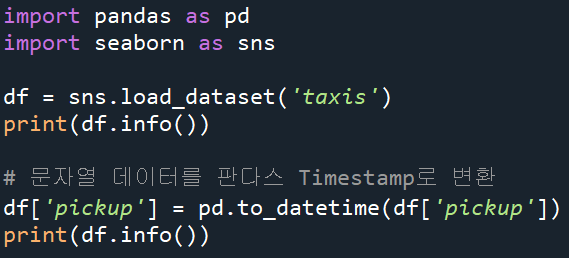 import pandas as pd
import seaborn as sns
df = sns.load_dataset('taxis')
print(df.info())
# 문자열 데이터를 판다스 Timestamp로 변환
df['pickup'] = pd.to_datetime(df['pickup'])
print(df.info())